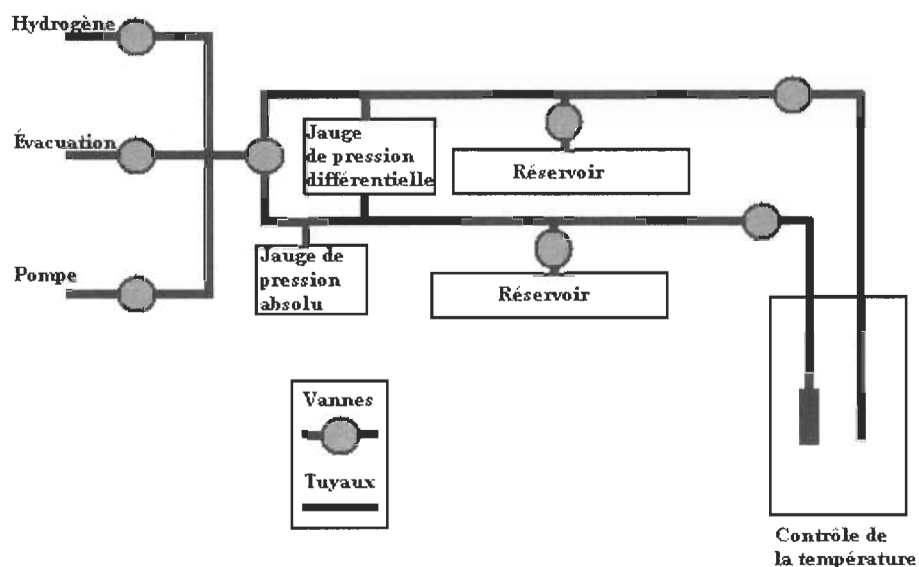 Hydrogène
Évacuation
Pompe
Jauge
de pression
différentielle
Réservoir
Jauge de
pression
absolu
Réservoir
Vannes
Tuyaux
Contrôle de
la température